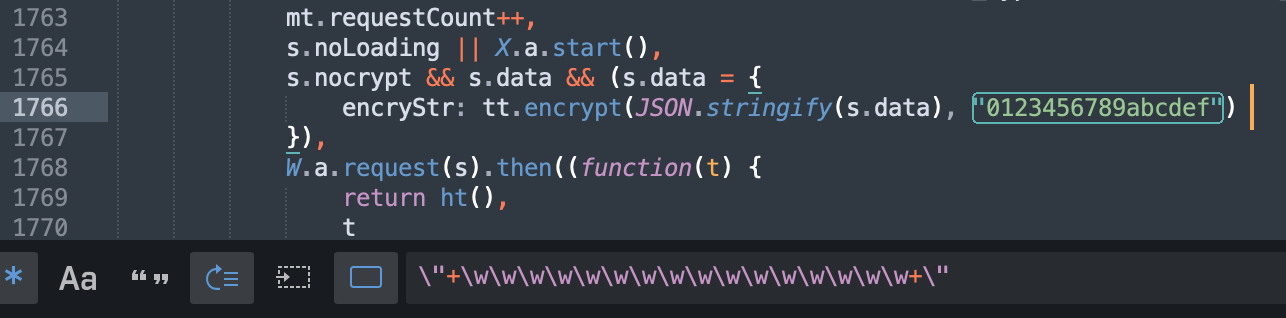 1763 mt.requestCount++,
1764 s.noLoading || X.a.start(),
1765 s.nocrypt && s.data && (s.data = {
1766 encryStr: tt.encrypt(JSON.stringify(s.data), "0123456789abcdef")
1767 }),
1768 W.a.request(s).then((function(t) {
1769 return ht(),
1770 t
* Aa “ ” \"+\w\w\w\w\w\w\w\w\w\w\w\w\w\w\w\w+\"